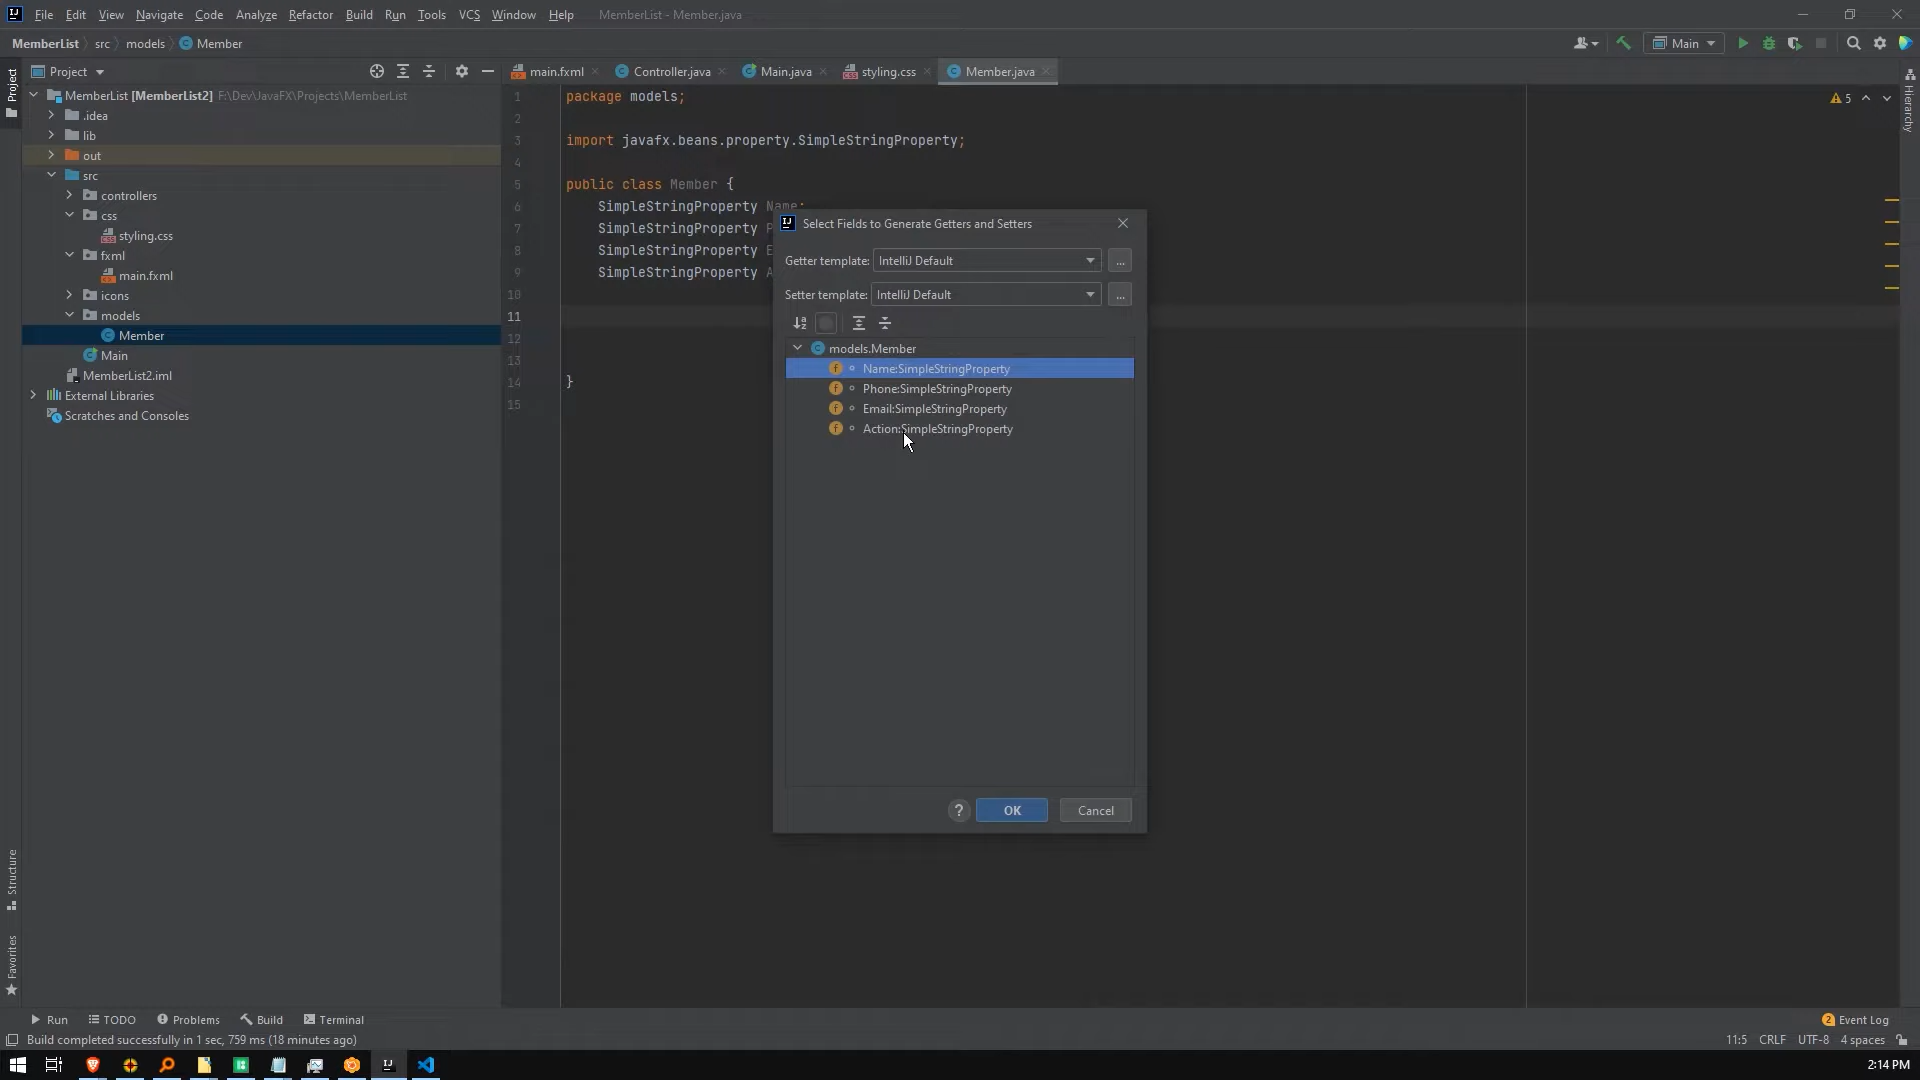 File Edit View Navigate Code Analyze Refactor Build Run Tools VCS Window Help MemberList - Member.java
MemberList src models Member
Main
Project
main.fxml Controller.java Main.java styling.css Member.java
Project
Hierarchy
MemberList [MemberList2] F:\Dev\JavaFX\Projects\MemberList
.idea
lib
out
src
controllers
css
styling.css
fxml
main.fxml
icons
models
Member
Main
MemberList2.iml
External Libraries
Scratches and Consoles
5
1 package models;
2
3 import javafx.beans.property.SimpleStringProperty;
4
5 public class Member {
6 SimpleStringProperty Name;
7 SimpleStringProperty P
8 SimpleStringProperty E
9 SimpleStringProperty A
10
11
12
13
14 }
15
Select Fields to Generate Getters and Setters
Getter template: IntelliJ Default ...
Setter template: IntelliJ Default ...
models.Member
Name:SimpleStringProperty
Phone:SimpleStringProperty
Email:SimpleStringProperty
Action:SimpleStringProperty
? OK Cancel
Structure
Favorites
Run TODO Problems Build Terminal 2 Event Log
Build completed successfully in 1 sec, 759 ms (18 minutes ago) 11:5 CRLF UTF-8 4 spaces
2:14 PM